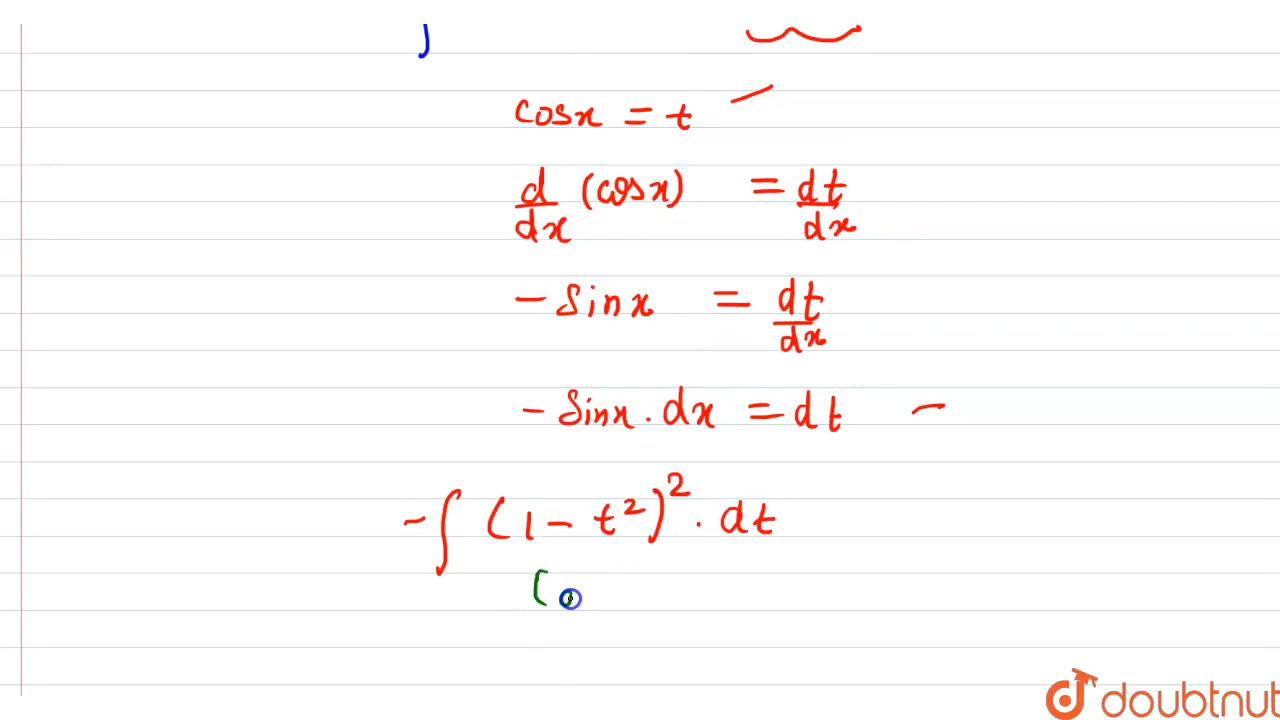 cosx = t
d/dx (cosx) = dt/dx
- sinx = dt/dx
- sinx . dx = dt
- ∫ (1 - t²)² . dt
(
doubtnut